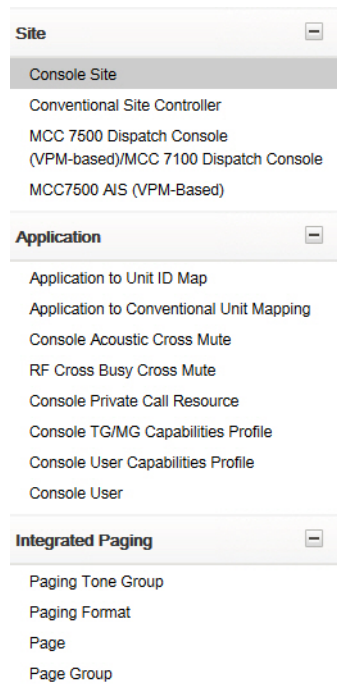 Site
Console Site
Conventional Site Controller
MCC 7500 Dispatch Console
(VPM-based)/MCC 7100 Dispatch Console
MCC7500 AIS (VPM-Based)
Application
Application to Unit ID Map
Application to Conventional Unit Mapping
Console Acoustic Cross Mute
RF Cross Busy Cross Mute
Console Private Call Resource
Console TG/MG Capabilities Profile
Console User Capabilities Profile
Console User
Integrated Paging
Paging Tone Group
Paging Format
Page
Page Group